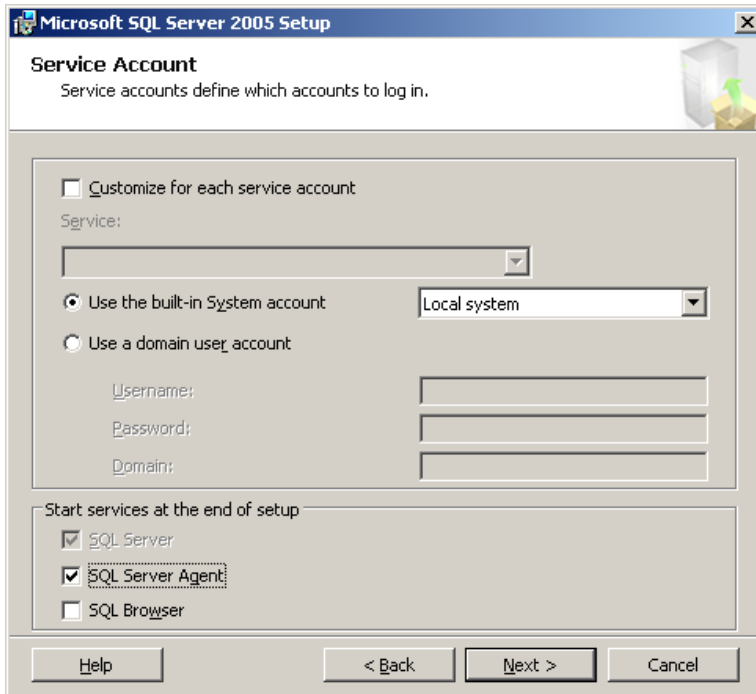 Microsoft SQL Server 2005 Setup
Service Account
Service accounts define which accounts to log in.
Customize for each service account
Service:
Use the built-in System account
Local system
Use a domain user account
Username:
Password:
Domain:
Start services at the end of setup
SQL Server
SQL Server Agent
SQL Browser
Help
< Back
Next >
Cancel